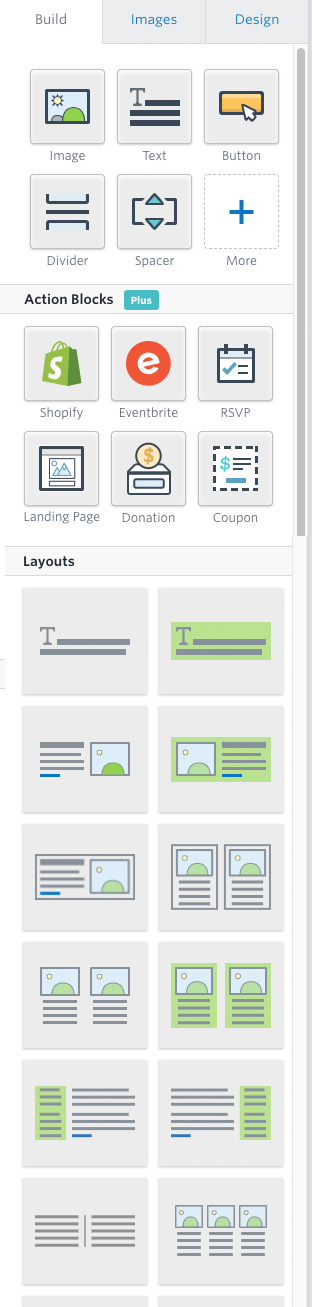 Build Images Design
Image Text Button
Divider Spacer More
Action Blocks Plus
Shopify Eventbrite RSVP
Landing Page Donation Coupon
Layouts